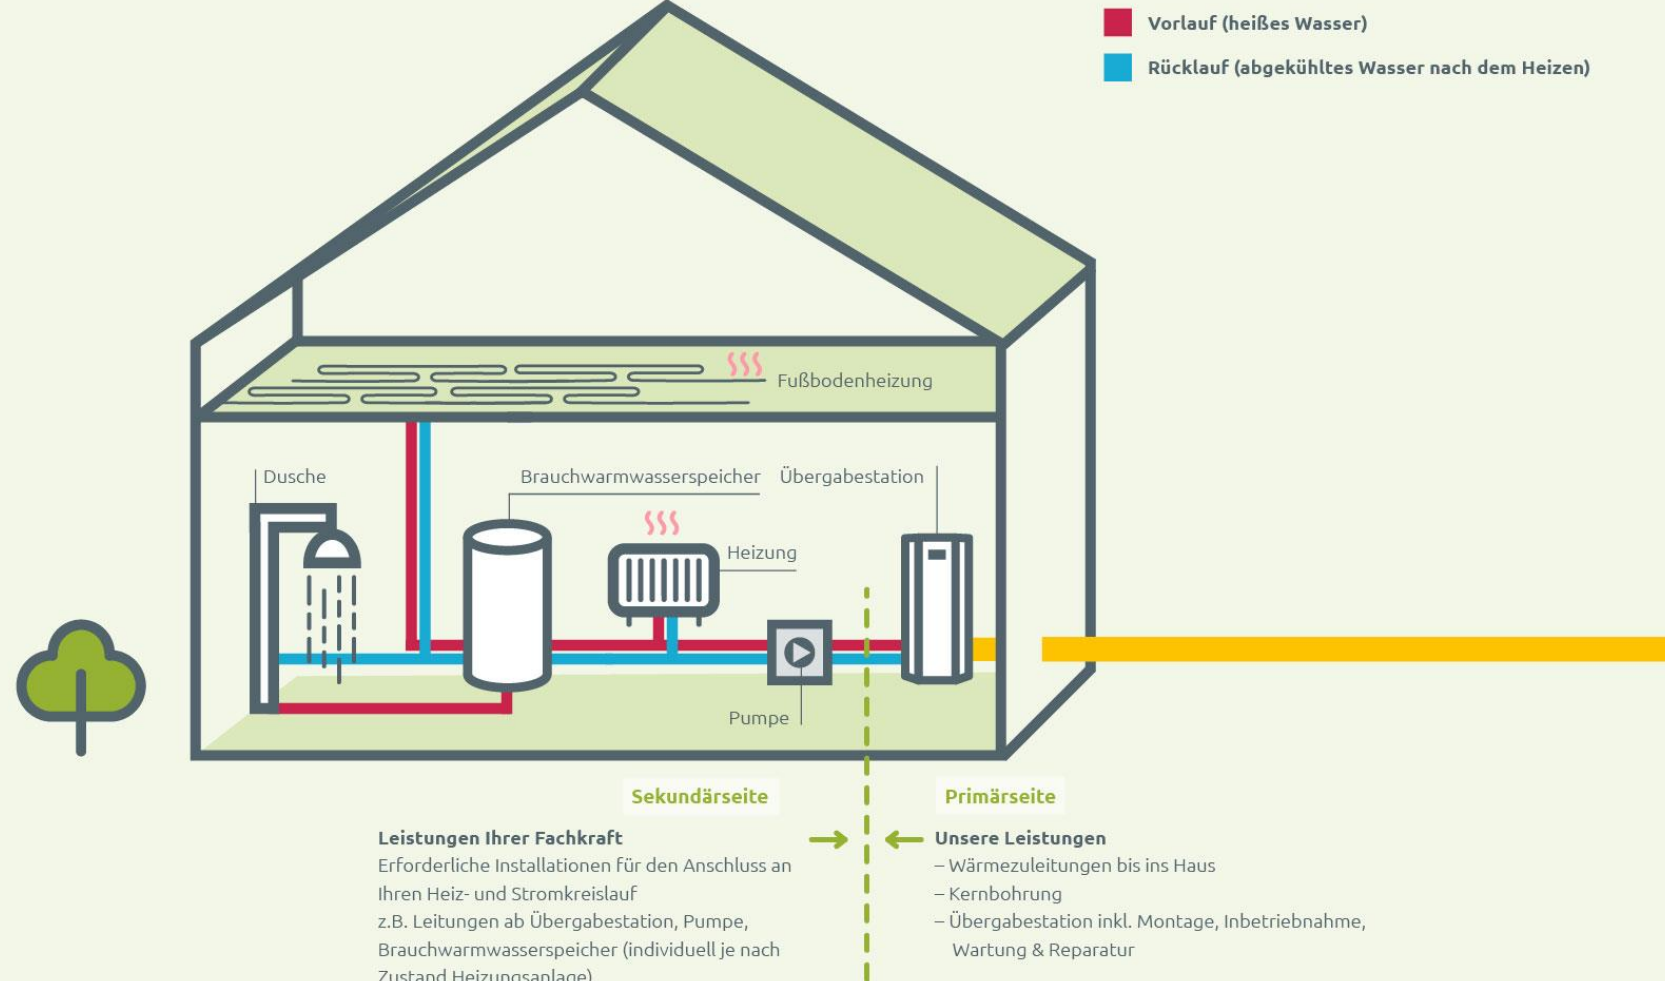 Vorlauf (heißes Wasser)
Rücklauf (abgekühltes Wasser nach dem Heizen)
Fußbodenheizung
Dusche
Brauchwarmwasserspeicher
Übergabestation
Heizung
Pumpe
Sekundärseite
Leistungen Ihrer Fachkraft
Erforderliche Installationen für den Anschluss an
Ihren Heiz- und Stromkreislauf
z.B. Leitungen ab Übergabestation, Pumpe,
Brauchwarmwasserspeicher (individuell je nach
Zustand Heizungsanlage)
Primärseite
Unsere Leistungen
– Wärmezuleitungen bis ins Haus
– Kernbohrung
– Übergabestation inkl. Montage, Inbetriebnahme,
Wartung & Reparatur